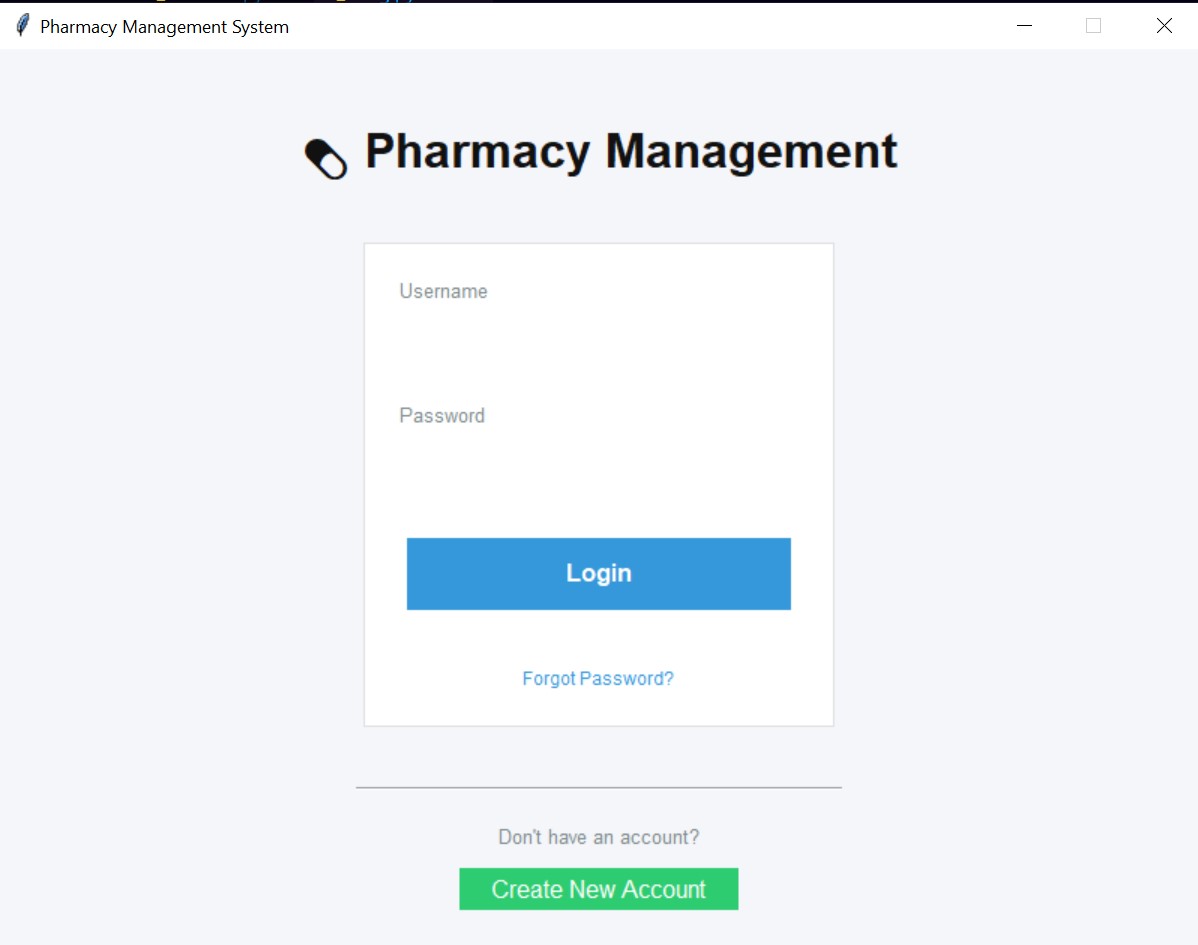 Pharmacy Management System
Pharmacy Management
Username
Password
Login
Forgot Password?
Don't have an account?
Create New Account